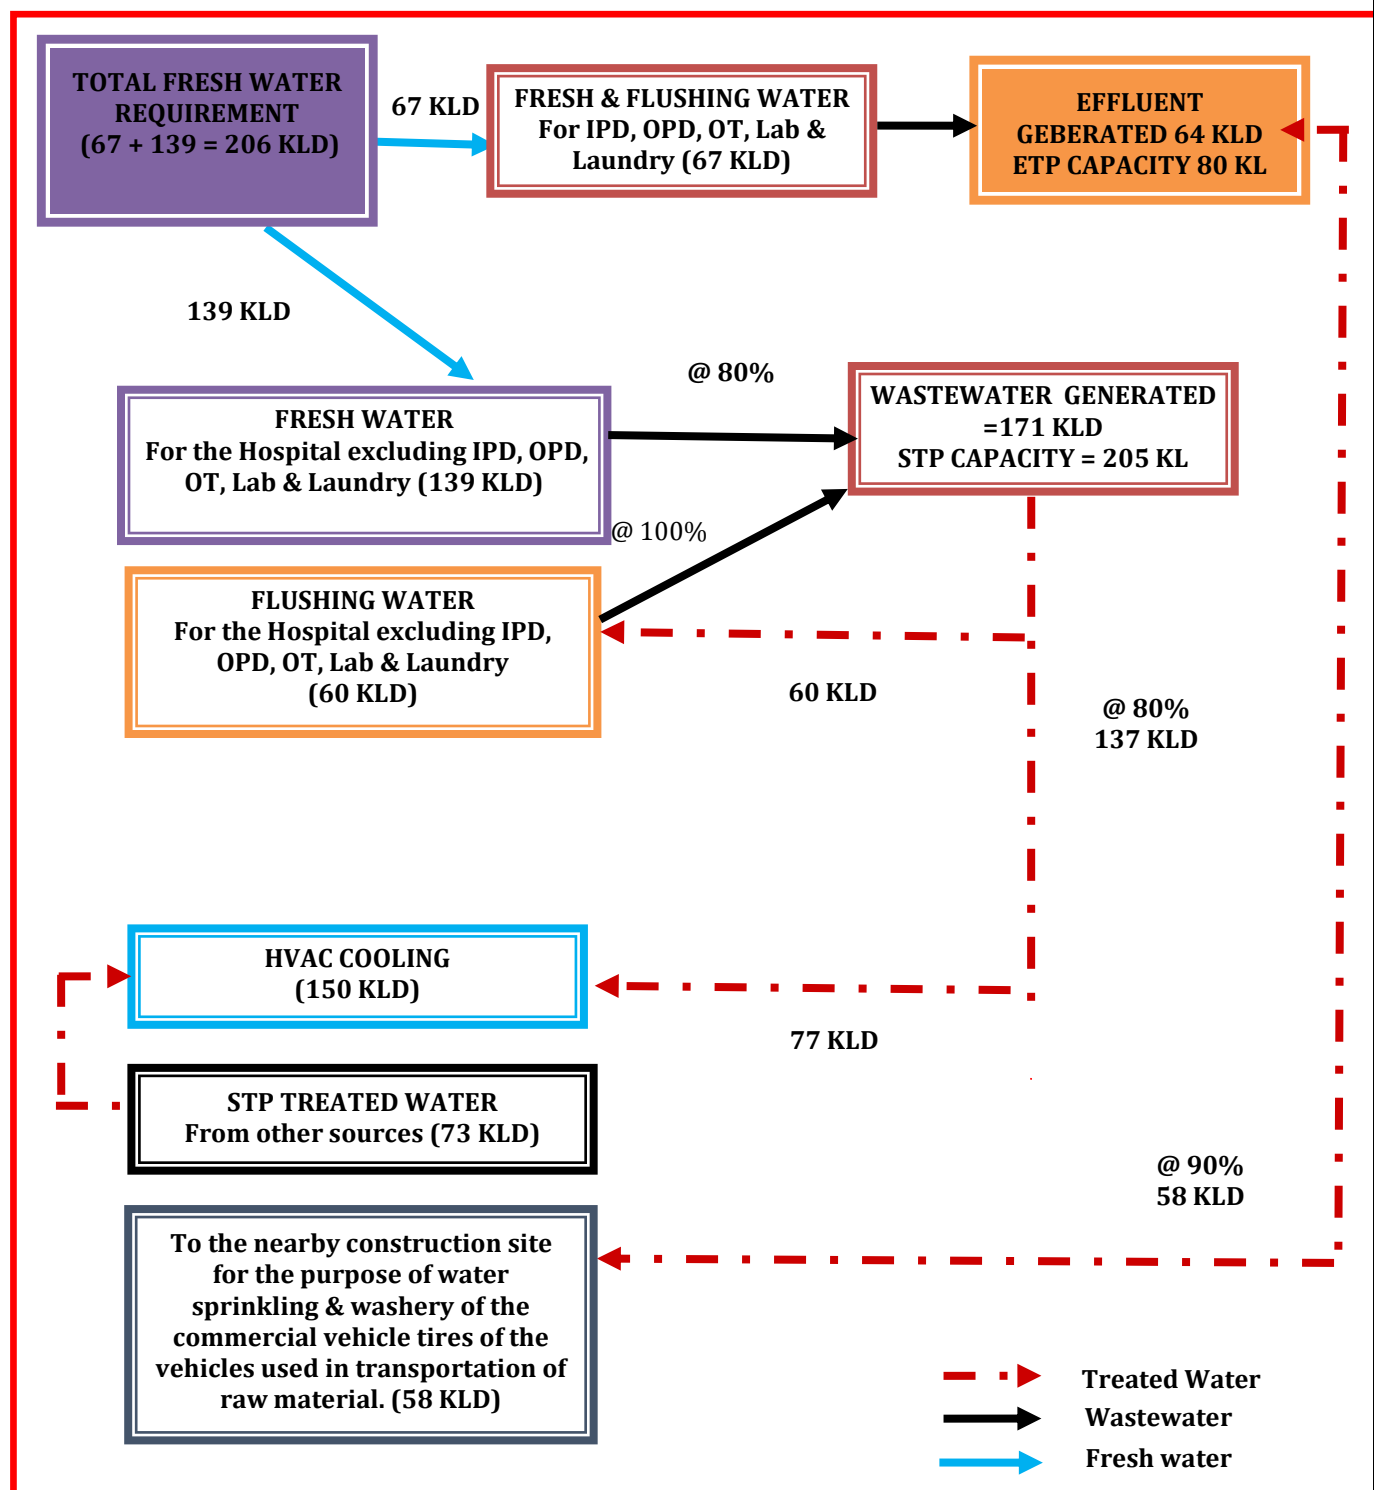 TOTAL FRESH WATER
REQUIREMENT
(67 + 139 = 206 KLD)
67 KLD
FRESH & FLUSHING WATER
For IPD, OPD, OT, Lab &
Laundry (67 KLD)
EFFLUENT
GEBERATED 64 KLD
ETP CAPACITY 80 KL
139 KLD
@ 80%
FRESH WATER
For the Hospital excluding IPD, OPD,
OT, Lab & Laundry (139 KLD)
WASTEWATER GENERATED
=171 KLD
STP CAPACITY = 205 KL
@ 100%
FLUSHING WATER
For the Hospital excluding IPD,
OPD, OT, Lab & Laundry
(60 KLD)
60 KLD
@ 80%
137 KLD
HVAC COOLING
(150 KLD)
77 KLD
STP TREATED WATER
From other sources (73 KLD)
@ 90%
58 KLD
To the nearby construction site
for the purpose of water
sprinkling & washery of the
commercial vehicle tires of the
vehicles used in transportation of
raw material. (58 KLD)
Treated Water
Wastewater
Fresh water